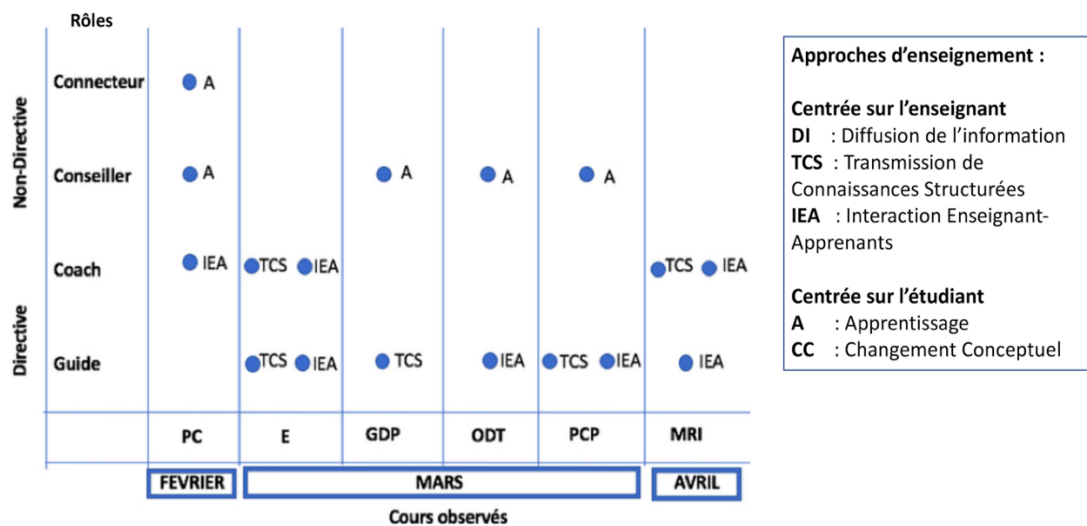 Rôles
Non-Directive
Directive
Connecteur
A
Conseiller
A
A
A
A
Coach
IEA
TCS
IEA
TCS
IEA
Guide
TCS
IEA
TCS
IEA
TCS
IEA
IEA
PC
E
GDP
ODT
PCP
MRI
FEVRIER
MARS
AVRIL
Cours observés
Approches d’enseignement :
Centrée sur l’enseignant
DI : Diffusion de l’information
TCS : Transmission de
Connaissances Structurées
IEA : Interaction Enseignant-
Apprenants
Centrée sur l’étudiant
A : Apprentissage
CC : Changement Conceptuel